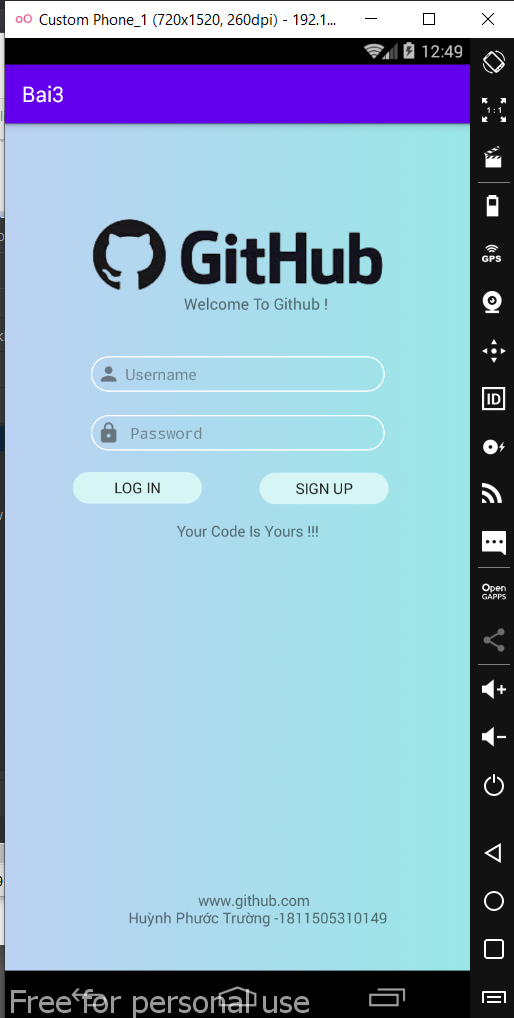 Custom Phone_1 (720x1520, 260dpi) - 192.1...
12:49
Bai3
1 : 1
GitHub
GPS
Welcome To Github !
Username
ID
Password
LOG IN
SIGN UP
Your Code Is Yours !!!
Open
GAPPS
www.github.com
Huỳnh Phước Trường -1811505310149
Free for personal use